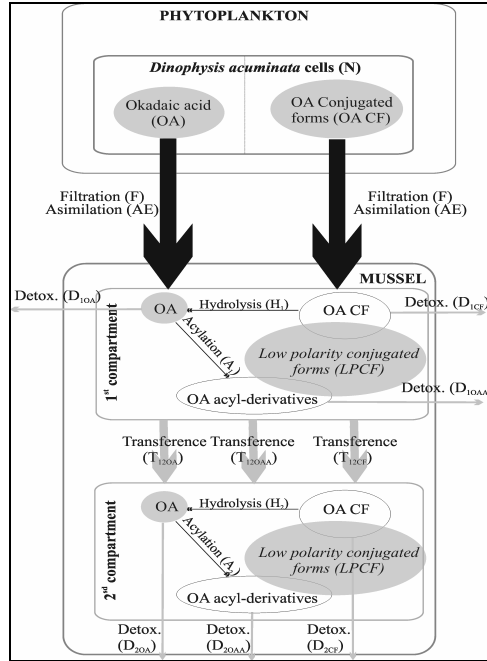 PHYTOPLANKTON
Dinophysis acuminata cells (N)
Okadaic acid
(OA)
OA Conjugated
forms (OA CF)
Filtration (F)
Asimilation (AE)
Filtration (F)
Asimilation (AE)
MUSSEL
Detox. (D1OA)
Detox. (D1CF)
1st compartment
OA
Hydrolysis (H1)
OA CF
Acylation (A1)
Low polarity conjugated
forms (LPCF)
OA acyl-derivatives
Detox. (D1OAA)
Transference
(T12OA)
Transference
(T12OAA)
Transference
(T12CF)
2nd compartment
OA
Hydrolysis (H2)
OA CF
Acylation (A2)
Low polarity conjugated
forms (LPCF)
OA acyl-derivatives
Detox.
(D2OA)
Detox.
(D2OAA)
Detox.
(D2CF)